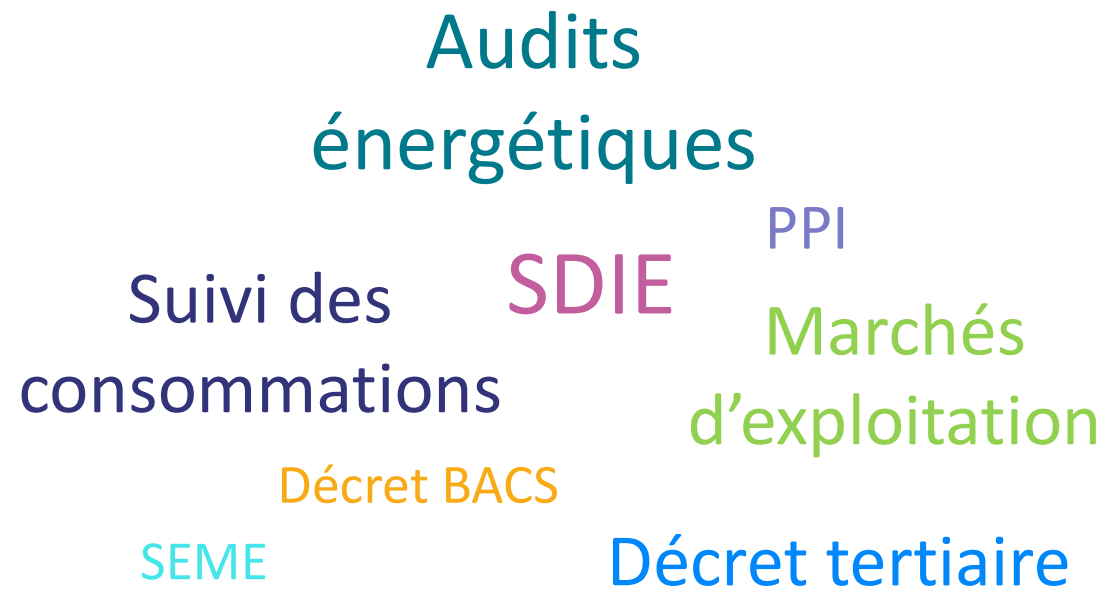 Audits
énergétiques
PPI
SDIE
Suivi des
consommations
Marchés
d’exploitation
Décret BACS
SEME
Décret tertiaire